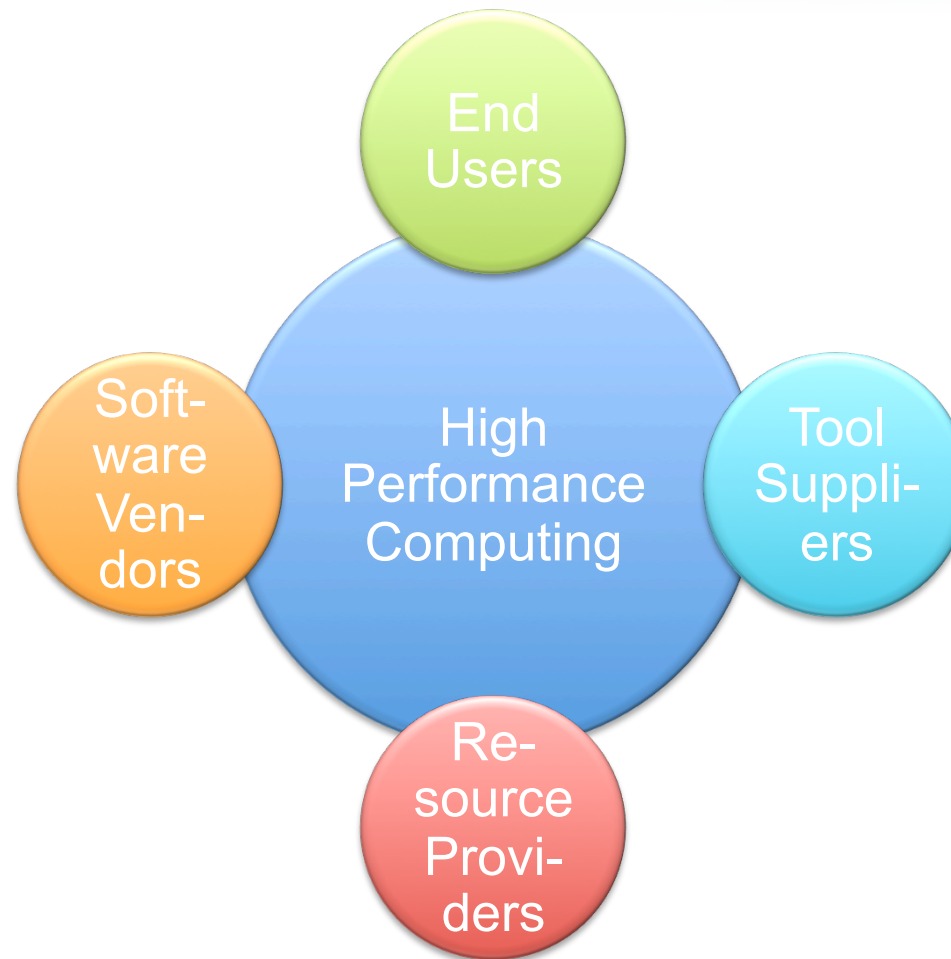 End
Users
Soft-
ware
Ven-
dors
High
Performance
Computing
Tool
Suppli-
ers
Re-
source
Provi-
ders